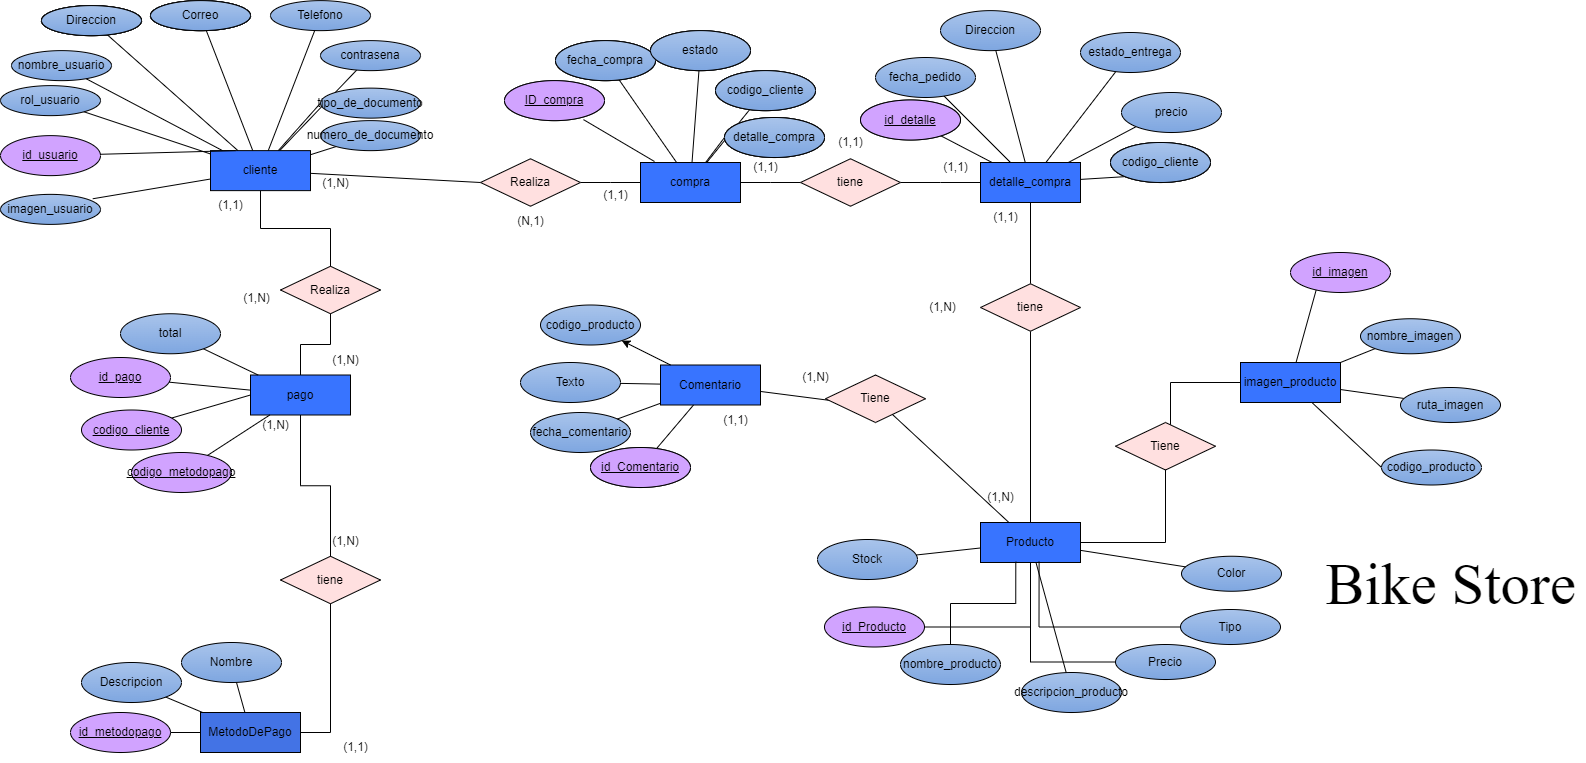 Direccion
Correo
Telefono
nombre_usuario
contrasena
rol_usuario
tipo_de_documento
numero_de_documento
id_usuario
cliente
imagen_usuario
(1,1)
(1,N)
Realiza
(N,1)
(1,1)
fecha_compra
estado
ID_compra
codigo_cliente
detalle_compra
compra
(1,1)
(1,1)
tiene
(1,1)
Direccion
fecha_pedido
estado_entrega
id_detalle
precio
codigo_cliente
detalle_compra
(1,1)
Realiza
(1,N)
(1,N)
total
id_pago
pago
codigo_cliente
(1,N)
codigo_metodopago
(1,N)
tiene
Nombre
Descripcion
id_metodopago
MetodoDePago
(1,1)
codigo_producto
Texto
Comentario
fecha_comentario
id_Comentario
(1,1)
(1,N)
Tiene
(1,N)
(1,N)
tiene
id_imagen
nombre_imagen
imagen_producto
ruta_imagen
codigo_producto
Tiene
Producto
Stock
Color
id_Producto
Tipo
nombre_producto
Precio
descripcion_producto
Bike Store